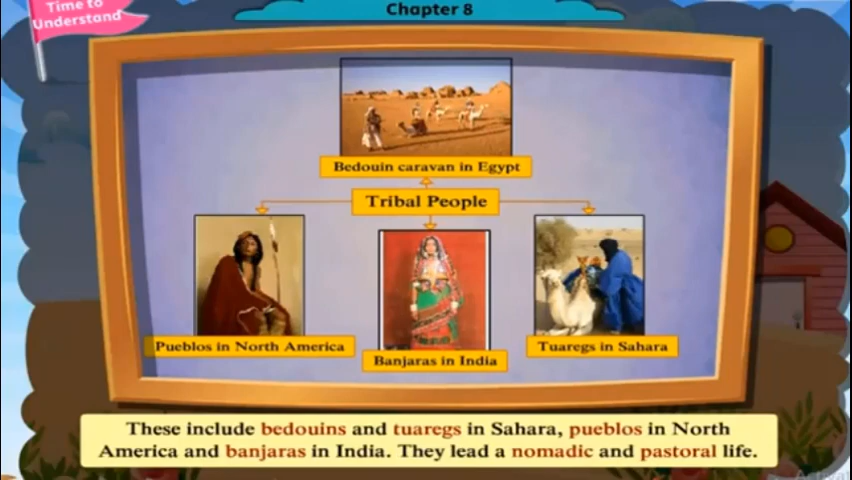 Time to
Understand
Chapter 8
Bedouin caravan in Egypt
Tribal People
Pueblos in North America
Banjaras in India
Tuaregs in Sahara
These include bedouins and tuaregs in Sahara, pueblos in North
America and banjaras in India. They lead a nomadic and pastoral life.